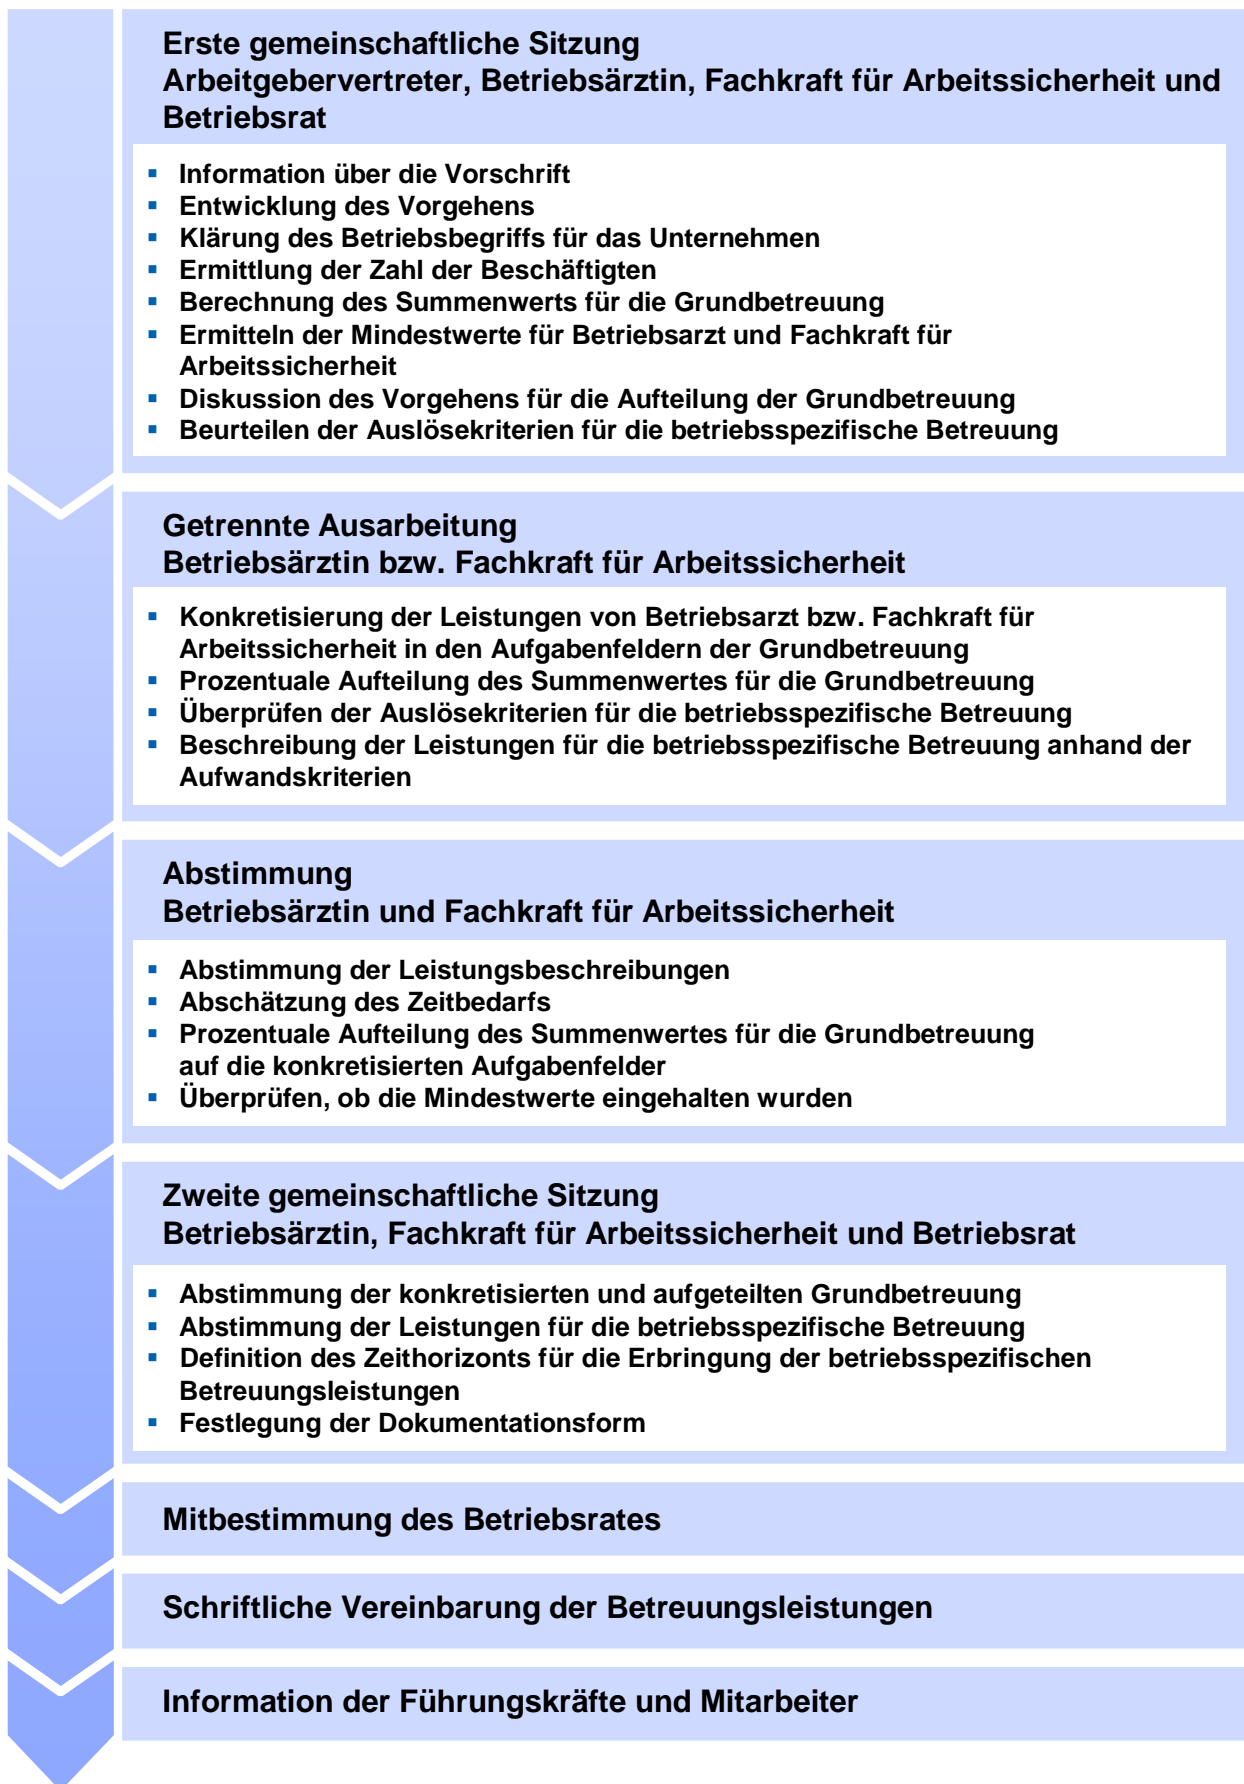 Erste gemeinschaftliche Sitzung
Arbeitgebervertreter, Betriebsärztin, Fachkraft für Arbeitssicherheit und
Betriebsrat
▪ Information über die Vorschrift
▪ Entwicklung des Vorgehens
▪ Klärung des Betriebsbegriffs für das Unternehmen
▪ Ermittlung der Zahl der Beschäftigten
▪ Berechnung des Summenwerts für die Grundbetreuung
▪ Ermitteln der Mindestwerte für Betriebsarzt und Fachkraft für
Arbeitssicherheit
▪ Diskussion des Vorgehens für die Aufteilung der Grundbetreuung
▪ Beurteilen der Auslösekriterien für die betriebsspezifische Betreuung
Getrennte Ausarbeitung
Betriebsärztin bzw. Fachkraft für Arbeitssicherheit
▪ Konkretisierung der Leistungen von Betriebsarzt bzw. Fachkraft für
Arbeitssicherheit in den Aufgabenfeldern der Grundbetreuung
▪ Prozentuale Aufteilung des Summenwertes für die Grundbetreuung
▪ Überprüfen der Auslösekriterien für die betriebsspezifische Betreuung
▪ Beschreibung der Leistungen für die betriebsspezifische Betreuung anhand der
Aufwandskriterien
Abstimmung
Betriebsärztin und Fachkraft für Arbeitssicherheit
▪ Abstimmung der Leistungsbeschreibungen
▪ Abschätzung des Zeitbedarfs
▪ Prozentuale Aufteilung des Summenwertes für die Grundbetreuung
auf die konkretisierten Aufgabenfelder
▪ Überprüfen, ob die Mindestwerte eingehalten wurden
Zweite gemeinschaftliche Sitzung
Betriebsärztin, Fachkraft für Arbeitssicherheit und Betriebsrat
▪ Abstimmung der konkretisierten und aufgeteilten Grundbetreuung
▪ Abstimmung der Leistungen für die betriebsspezifische Betreuung
▪ Definition des Zeithorizonts für die Erbringung der betriebsspezifischen
Betreuungsleistungen
▪ Festlegung der Dokumentationsform
Mitbestimmung des Betriebsrates
Schriftliche Vereinbarung der Betreuungsleistungen
Information der Führungskräfte und Mitarbeiter